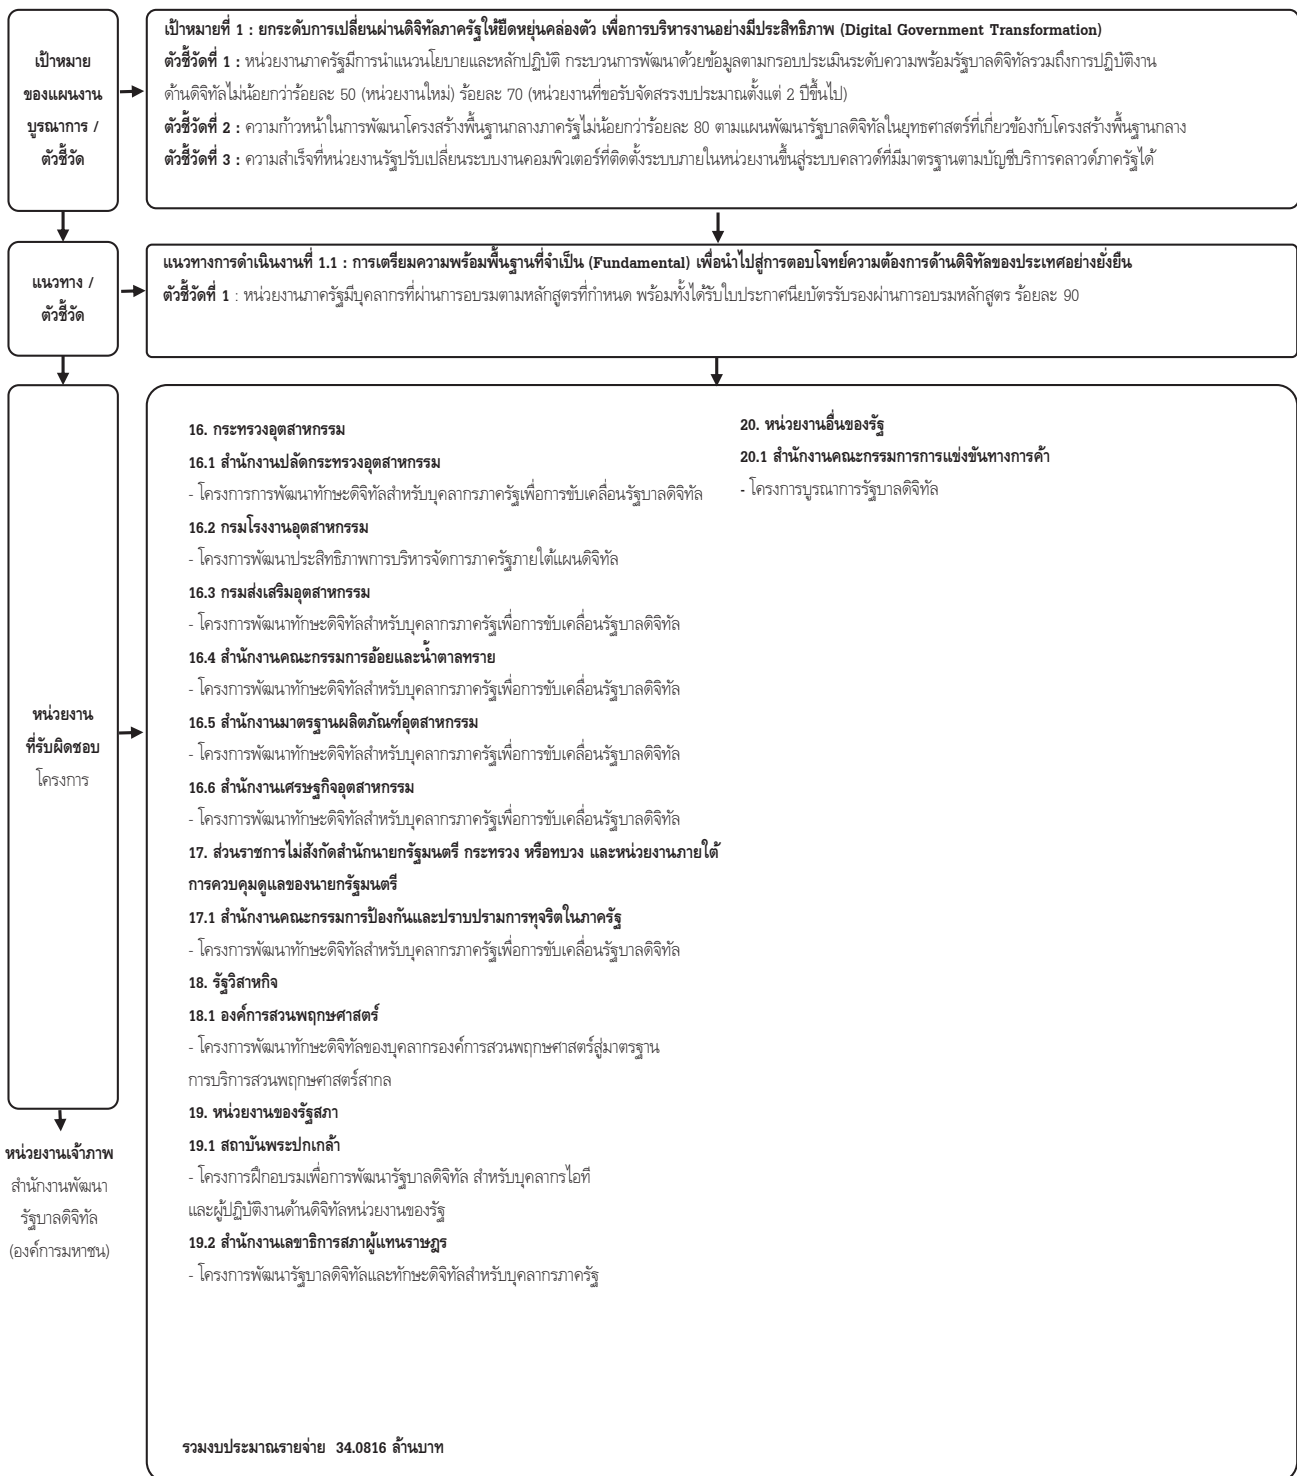 เป้าหมาย
ของแผนงาน
บูรณาการ /
ตัวชี้วัด
เป้าหมายที่ 1 : ยกระดับการเปลี่ยนผ่านดิจิทัลภาครัฐให้ยืดหยุ่นคล่องตัว เพื่อการบริหารงานอย่างมีประสิทธิภาพ (Digital Government Transformation)
ตัวชี้วัดที่ 1 : หน่วยงานภาครัฐมีการนำแนวนโยบายและหลักปฏิบัติ กระบวนการพัฒนาด้วยข้อมูลตามกรอบประเมินระดับความพร้อมรัฐบาลดิจิทัลรวมถึงการปฏิบัติงาน
ด้านดิจิทัลไม่น้อยกว่าร้อยละ 50 (หน่วยงานใหม่) ร้อยละ 70 (หน่วยงานที่ขอรับจัดสรรงบประมาณตั้งแต่ 2 ปีขึ้นไป)
ตัวชี้วัดที่ 2 : ความก้าวหน้าในการพัฒนาโครงสร้างพื้นฐานกลางภาครัฐไม่น้อยกว่าร้อยละ 80 ตามแผนพัฒนารัฐบาลดิจิทัลในยุทธศาสตร์ที่เกี่ยวข้องกับโครงสร้างพื้นฐานกลาง
ตัวชี้วัดที่ 3 : ความสำเร็จที่หน่วยงานรัฐปรับเปลี่ยนระบบงานคอมพิวเตอร์ที่ติดตั้งระบบภายในหน่วยงานขึ้นสู่ระบบคลาวด์ที่มีมาตรฐานตามบัญชีบริการคลาวด์ภาครัฐได้
แนวทาง /
ตัวชี้วัด
แนวทางการดำเนินงานที่ 1.1 : การเตรียมความพร้อมพื้นฐานที่จำเป็น (Fundamental) เพื่อนำไปสู่การตอบโจทย์ความต้องการด้านดิจิทัลของประเทศอย่างยั่งยืน
ตัวชี้วัดที่ 1 : หน่วยงานภาครัฐมีบุคลากรที่ผ่านการอบรมตามหลักสูตรที่กำหนด พร้อมทั้งได้รับใบประกาศนียบัตรรับรองผ่านการอบรมหลักสูตร ร้อยละ 90
หน่วยงาน
ที่รับผิดชอบ
โครงการ
16. กระทรวงอุตสาหกรรม
16.1 สำนักงานปลัดกระทรวงอุตสาหกรรม
- โครงการการพัฒนาทักษะดิจิทัลสำหรับบุคลากรภาครัฐเพื่อการขับเคลื่อนรัฐบาลดิจิทัล
16.2 กรมโรงงานอุตสาหกรรม
- โครงการพัฒนาประสิทธิภาพการบริหารจัดการภาครัฐภายใต้แผนดิจิทัล
16.3 กรมส่งเสริมอุตสาหกรรม
- โครงการพัฒนาทักษะดิจิทัลสำหรับบุคลากรภาครัฐเพื่อการขับเคลื่อนรัฐบาลดิจิทัล
16.4 สำนักงานคณะกรรมการอ้อยและน้ำตาลทราย
- โครงการพัฒนาทักษะดิจิทัลสำหรับบุคลากรภาครัฐเพื่อการขับเคลื่อนรัฐบาลดิจิทัล
16.5 สำนักงานมาตรฐานผลิตภัณฑ์อุตสาหกรรม
- โครงการพัฒนาทักษะดิจิทัลสำหรับบุคลากรภาครัฐเพื่อการขับเคลื่อนรัฐบาลดิจิทัล
16.6 สำนักงานเศรษฐกิจอุตสาหกรรม
- โครงการพัฒนาทักษะดิจิทัลสำหรับบุคลากรภาครัฐเพื่อการขับเคลื่อนรัฐบาลดิจิทัล
17. ส่วนราชการไม่สังกัดสำนักนายกรัฐมนตรี กระทรวง หรือทบวง และหน่วยงานภายใต้
การควบคุมดูแลของนายกรัฐมนตรี
17.1 สำนักงานคณะกรรมการป้องกันและปราบปรามการทุจริตในภาครัฐ
- โครงการพัฒนาทักษะดิจิทัลสำหรับบุคลากรภาครัฐเพื่อการขับเคลื่อนรัฐบาลดิจิทัล
18. รัฐวิสาหกิจ
18.1 องค์การสวนพฤกษศาสตร์
- โครงการพัฒนาทักษะดิจิทัลของบุคลากรองค์การสวนพฤกษศาสตร์สู่มาตรฐาน
การบริการสวนพฤกษศาสตร์สากล
19. หน่วยงานของรัฐสภา
19.1 สถาบันพระปกเกล้า
- โครงการฝึกอบรมเพื่อการพัฒนารัฐบาลดิจิทัล สำหรับบุคลากรไอที
และผู้ปฏิบัติงานด้านดิจิทัลหน่วยงานของรัฐ
19.2 สำนักงานเลขาธิการสภาผู้แทนราษฎร
- โครงการพัฒนารัฐบาลดิจิทัลและทักษะดิจิทัลสำหรับบุคลากรภาครัฐ
20. หน่วยงานอื่นของรัฐ
20.1 สำนักงานคณะกรรมการการแข่งขันทางการค้า
- โครงการบูรณาการรัฐบาลดิจิทัล
รวมงบประมาณรายจ่าย 34.0816 ล้านบาท
หน่วยงานเจ้าภาพ
สำนักงานพัฒนา
รัฐบาลดิจิทัล
(องค์การมหาชน)